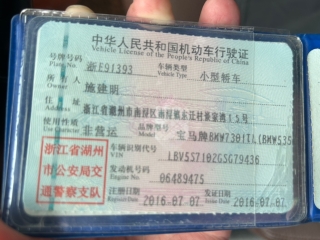 中华人民共和国机动车行驶证
Vehicle License of the People's Republic of China
号牌号码 浙E91393 车辆类型 小型轿车
Plate No. Vehicle Type
所有人 施建明
Owner
住址 浙江省湖州市南浔区南浔镇东迁村张家埭15号
Address
使用性质 非营运 品牌型号 宝马牌BMW7301TL(BMW535
Use Character Model
浙江省湖州
市公安局交
通警察支队
车辆识别代号 LBV5S7102GSG79436
VIN
发动机号码 06489475
Engine No.
注册日期 2016-07-07 发证日期 2016-07-07